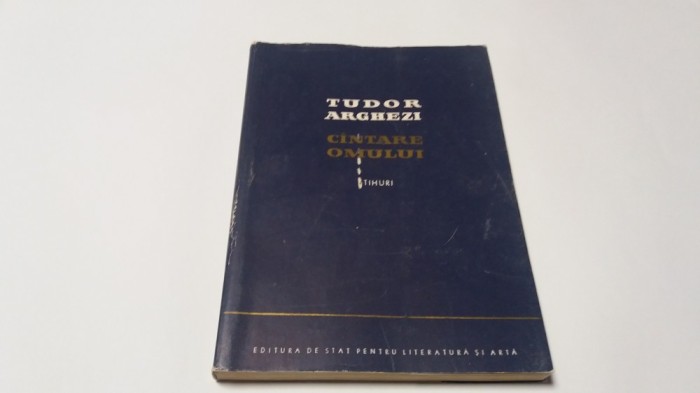 TUDOR
ARGHEZI
CÎNTARE
OMULUI
STIHURI
EDITURA DE STAT PENTRU LITERATURĂ ȘI ARTĂ